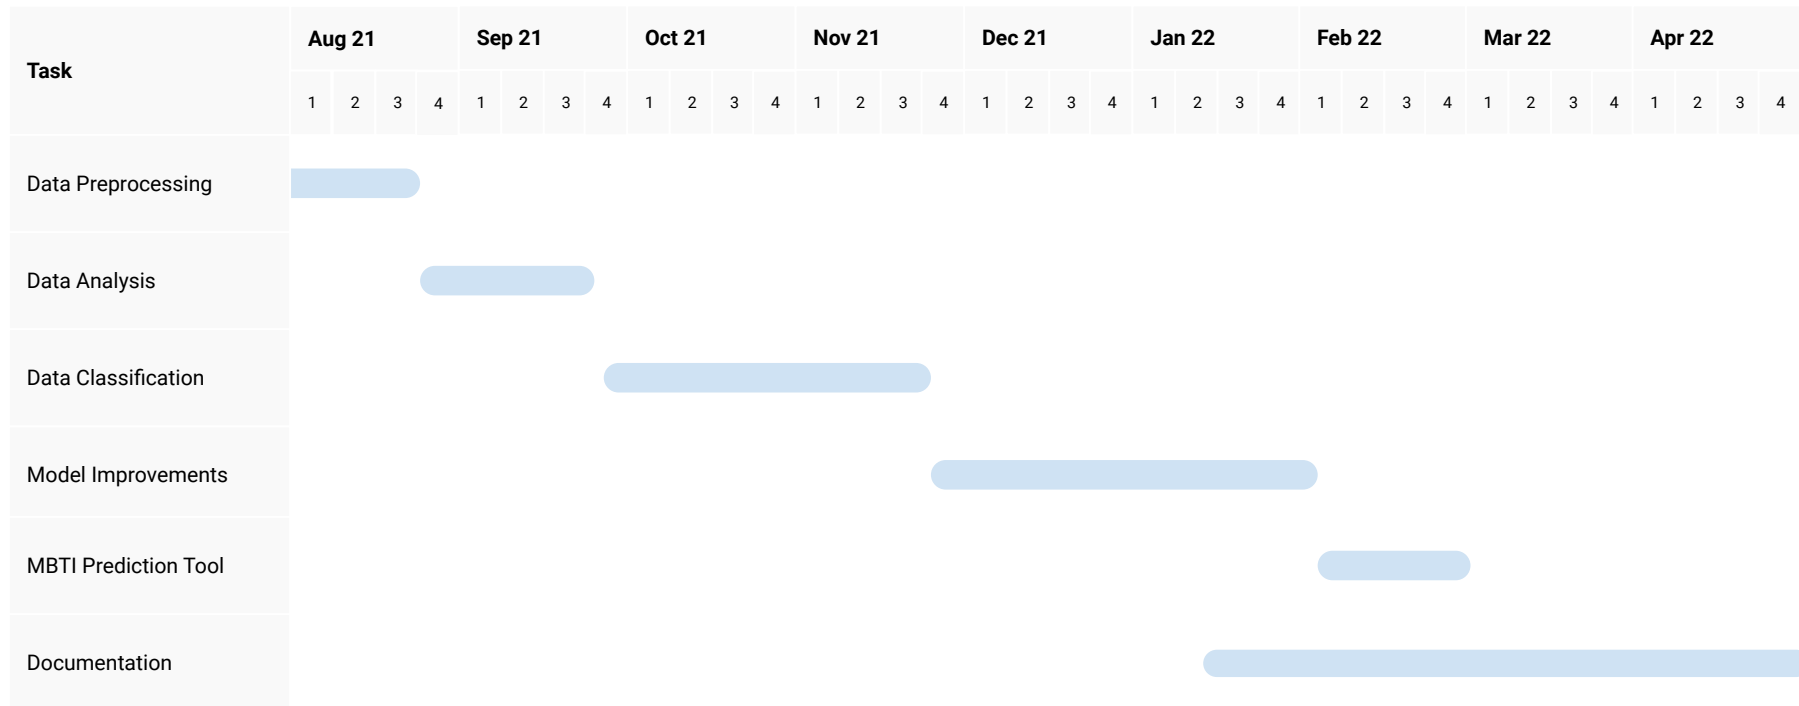 Task
Aug 21 Sep 21 Oct 21 Nov 21 Dec 21 Jan 22 Feb 22 Mar 22 Apr 22
1 2 3 4 1 2 3 4 1 2 3 4 1 2 3 4 1 2 3 4 1 2 3 4 1 2 3 4 1 2 3 4 1 2 3 4
Data Preprocessing
Data Analysis
Data Classification
Model Improvements
MBTI Prediction Tool
Documentation